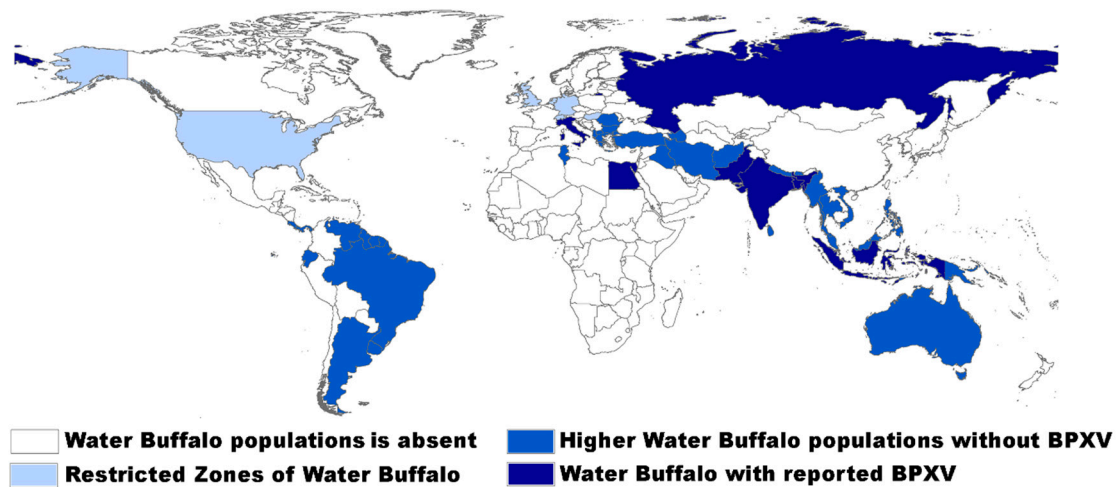 Water Buffalo populations is absent
Higher Water Buffalo populations without BPXV
Restricted Zones of Water Buffalo
Water Buffalo with reported BPXV